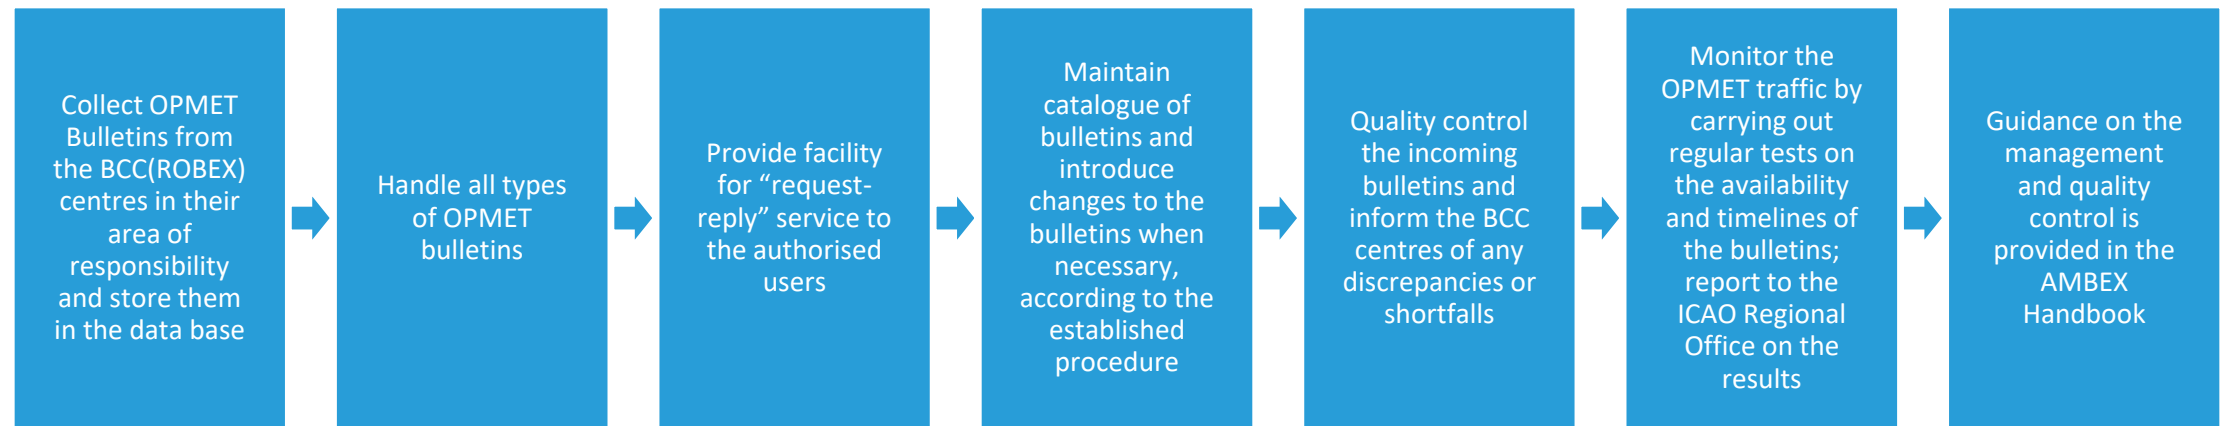 Collect OPMET
Bulletins from
the BCC(ROBEX)
centres in their
area of
responsibility
and store them
in the data base
Handle all types
of OPMET
bulletins
Provide facility
for “request-
reply” service to
the authorised
users
Maintain
catalogue of
bulletins and
introduce
changes to the
bulletins when
necessary,
according to the
established
procedure
Quality control
the incoming
bulletins and
inform the BCC
centres of any
discrepancies or
shortfalls
Monitor the
OPMET traffic by
carrying out
regular tests on
the availability
and timelines of
the bulletins;
report to the
ICAO Regional
Office on the
results
Guidance on the
management
and quality
control is
provided in the
AMBEX
Handbook